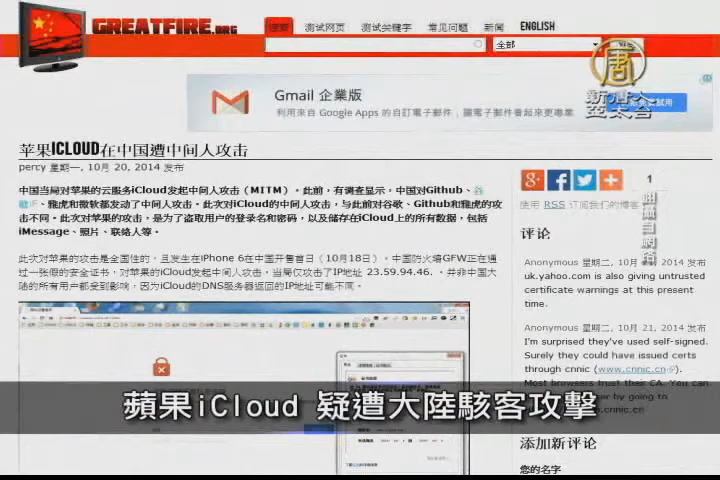 GREATFIRE.ORG
测试网页 测试关键字 常见问题 新闻 ENGLISH
全部
Gmail 企業版
利用來自 Google Apps 的自訂電子郵件，讓電子郵件看起來更專業
唐
新唐人
亞太台
苹果ICLOUD在中国遭中间人攻击
percy 星期一, 10月 20, 2014 发布
中国当局对苹果的云服务iCloud发起中间人攻击（MITM）。此前，有调查显示，中国对Github、谷
歌、雅虎和微软都发动了中间人攻击。此次对iCloud的中间人攻击，与此前对谷歌、Github和雅虎的攻
击不同。此次对苹果的攻击，是为了盗取用户的登录名和密码，以及储存在iCloud上的所有数据，包括
iMessage、照片、联络人等。
此次对苹果的攻击是全国性的，且发生在iPhone 6在中国开售首日（10月18日）。中国防火墙GFW正在通
过一张假的安全证书，对苹果的iCloud发起中间人攻击。当局仅攻击了IP地址 23.59.94.46.。并非中国大
陆的所有用户都受到影响，因为iCloud的DNS服务器返回的IP地址可能不同。
1
使用 RSS 订阅我们的博客
评论
Anonymous 星期二, 10月 21, 2014 发布
uk.yahoo.com is also giving untrusted
certificate warnings at this present
time.
Anonymous 星期二, 10月 21, 2014 发布
I'm surprised they've used self-signed.
Surely they could have issued certs
through cnnic (www.cnnic.cn).
Most browsers trust their CA. You can
by going to
cnnic.cn
添加新评论
您的名字
蘋果iCloud 疑遭大陸駭客攻擊